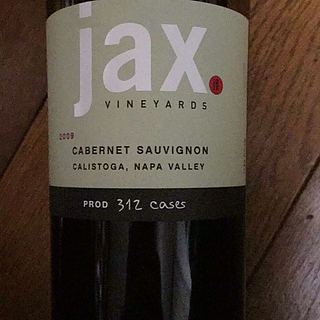 jax.
VINEYARDS
2009
CABERNET SAUVIGNON
CALISTOGA, NAPA VALLEY
PROD 312 cases